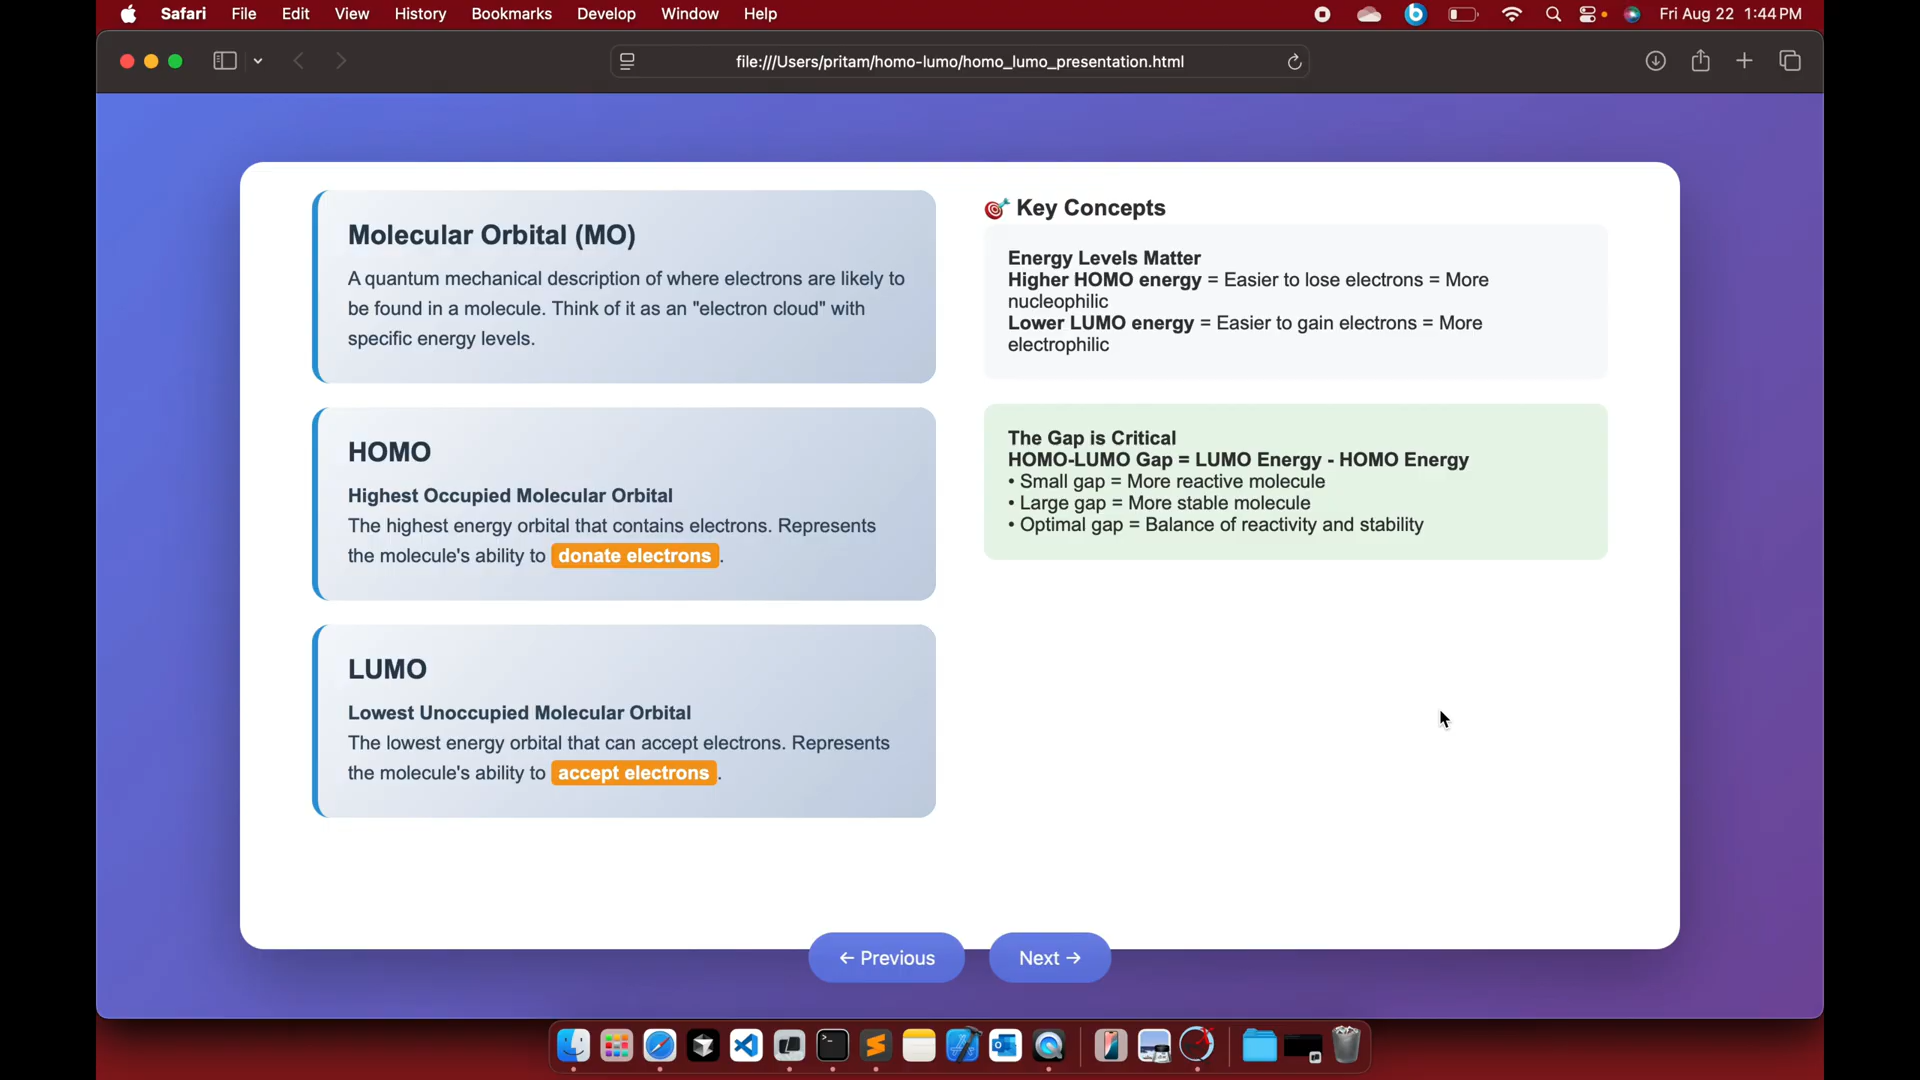 Safari File Edit View History Bookmarks Develop Window Help Fri Aug 22 1:44 PM
file:///Users/pritam/homo-lumo/homo_lumo_presentation.html
Molecular Orbital (MO)
A quantum mechanical description of where electrons are likely to
be found in a molecule. Think of it as an "electron cloud" with
specific energy levels.
HOMO
Highest Occupied Molecular Orbital
The highest energy orbital that contains electrons. Represents
the molecule's ability to donate electrons.
LUMO
Lowest Unoccupied Molecular Orbital
The lowest energy orbital that can accept electrons. Represents
the molecule's ability to accept electrons.
🎯 Key Concepts
Energy Levels Matter
Higher HOMO energy = Easier to lose electrons = More
nucleophilic
Lower LUMO energy = Easier to gain electrons = More
electrophilic
The Gap is Critical
HOMO-LUMO Gap = LUMO Energy - HOMO Energy
• Small gap = More reactive molecule
• Large gap = More stable molecule
• Optimal gap = Balance of reactivity and stability
← Previous
Next →